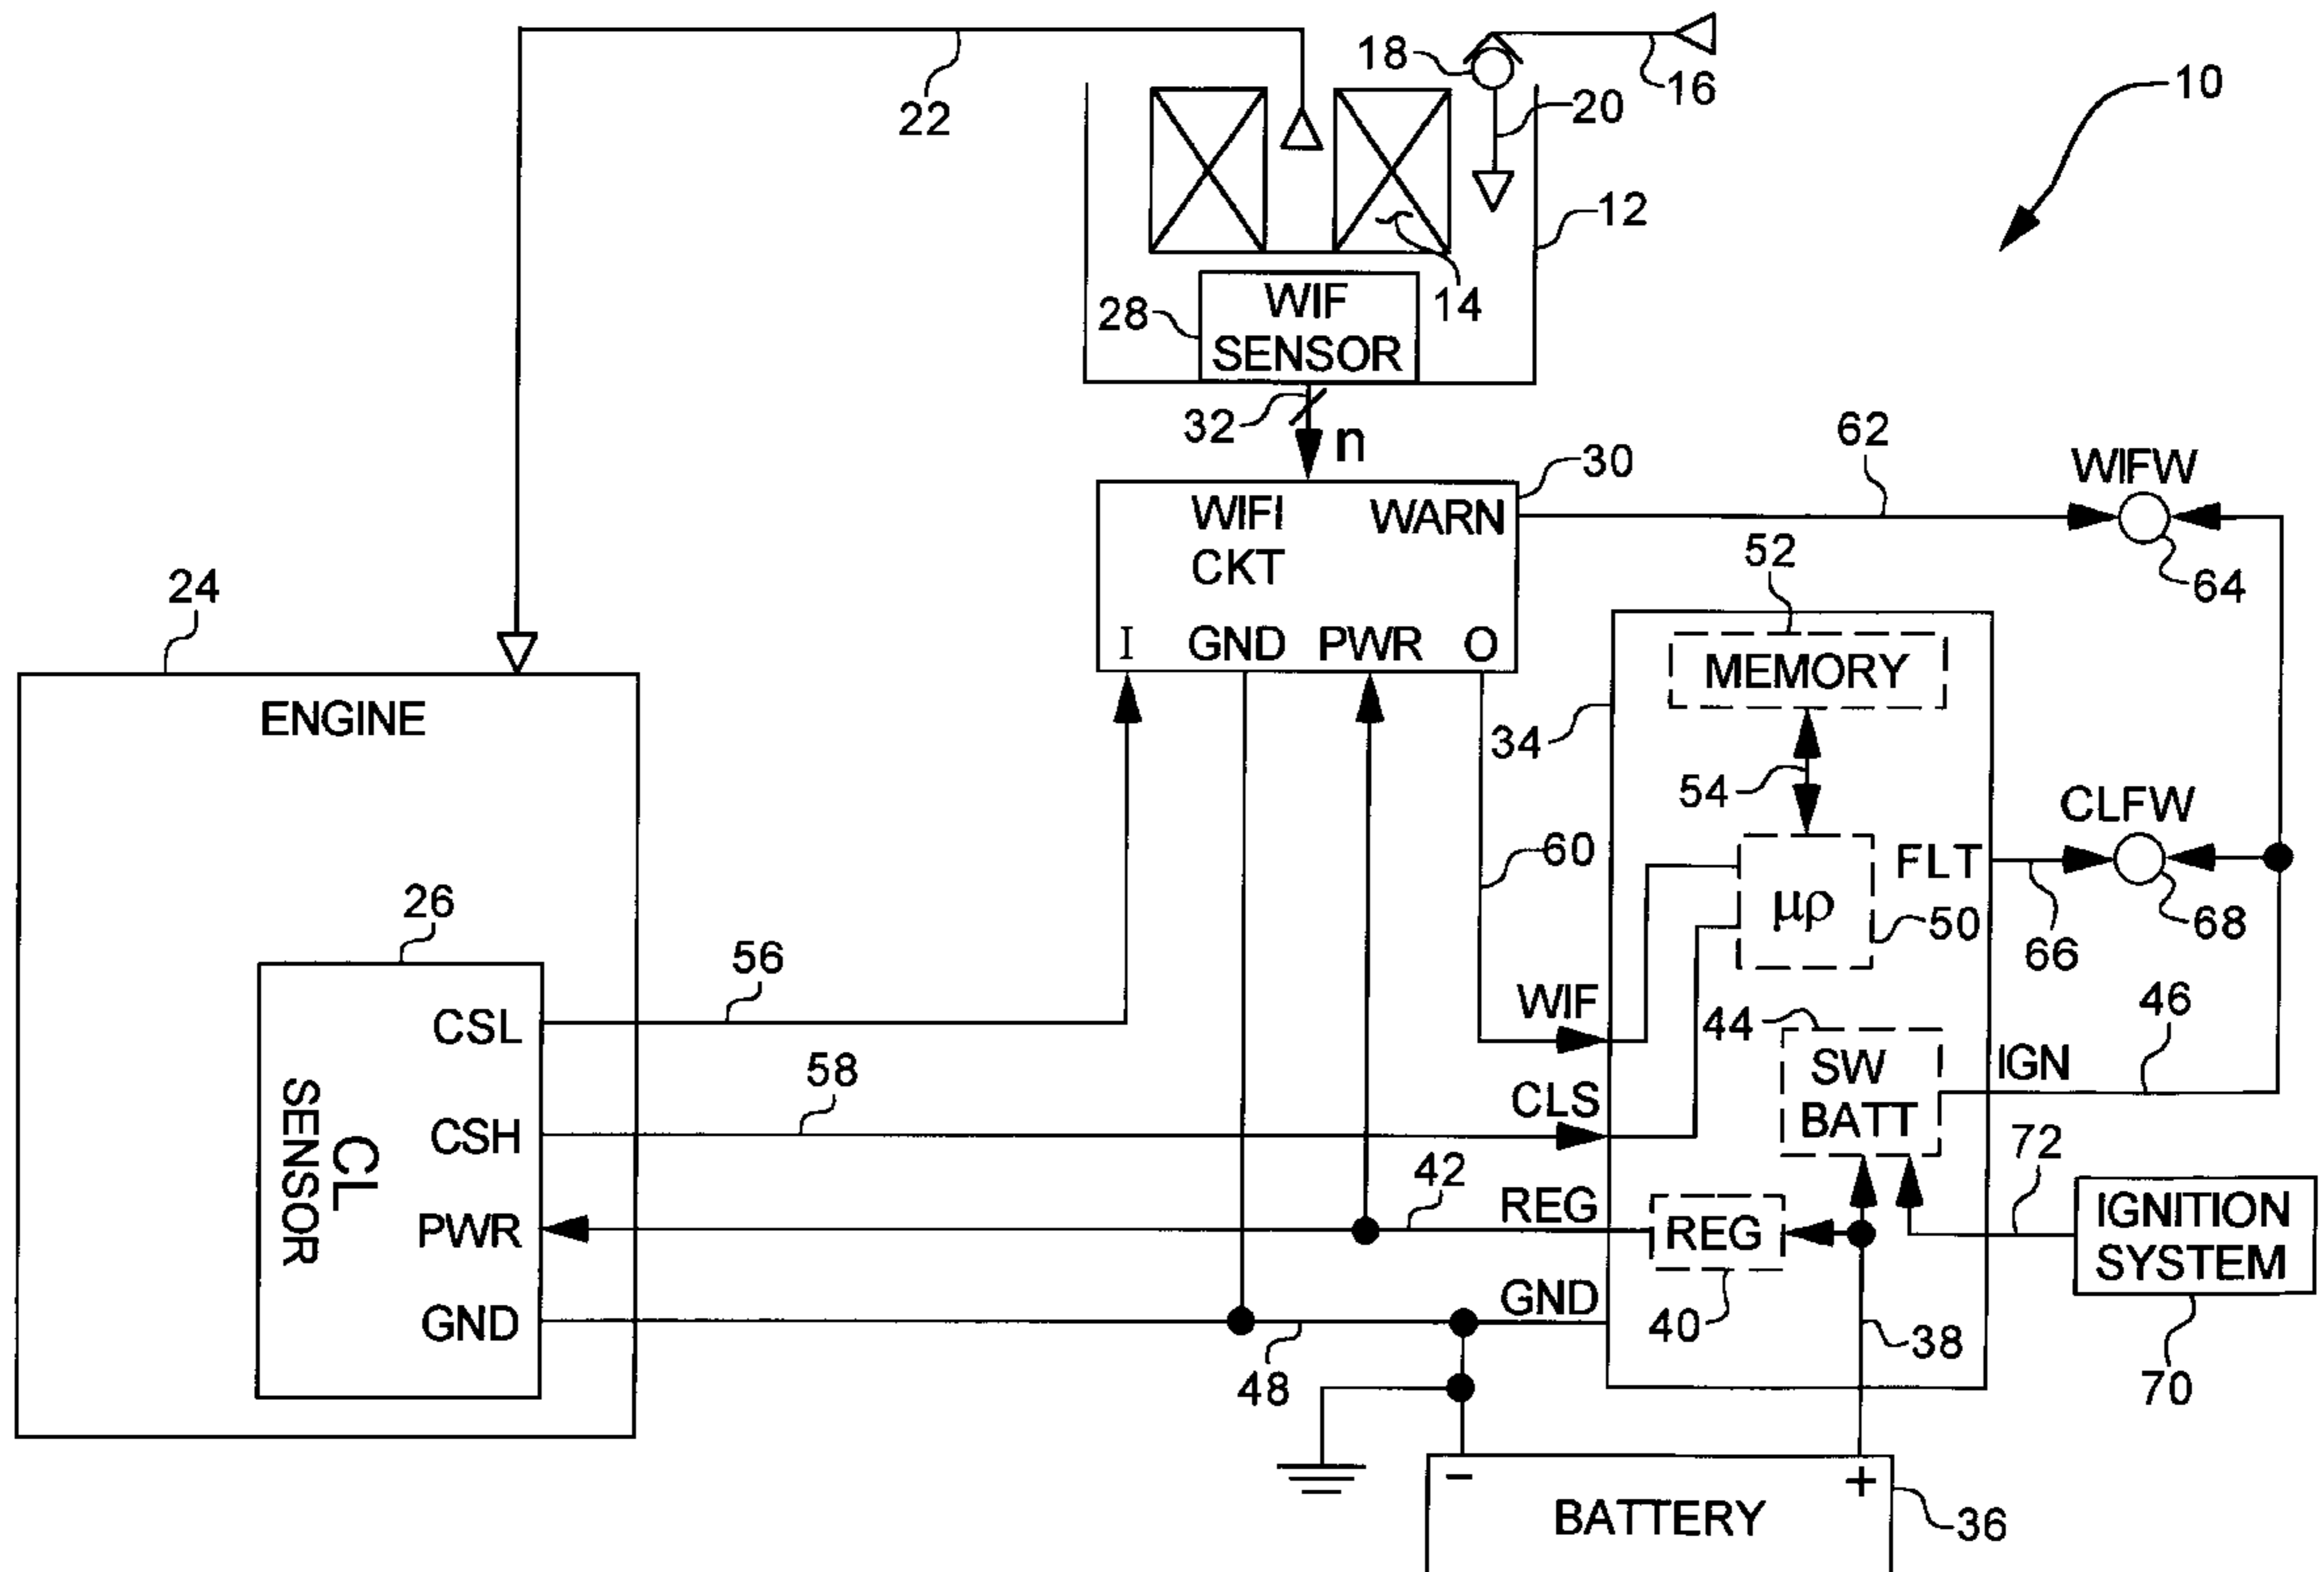 18
16
10
22
20
12
14
28
WIF
SENSOR
32
n
62
WIFW
30
WIFI
CKT
WARN
64
52
24
I
GND
PWR
O
MEMORY
34
ENGINE
54
CLFW
60
FLT
μρ
50
68
66
26
56
WIF
44
46
CSL
SW
BATT
IGN
58
CLS
CSH
72
42
CL
SENSOR
REG
REG
IGNITION
SYSTEM
PWR
GND
GND
40
38
48
70
-
+
BATTERY
36